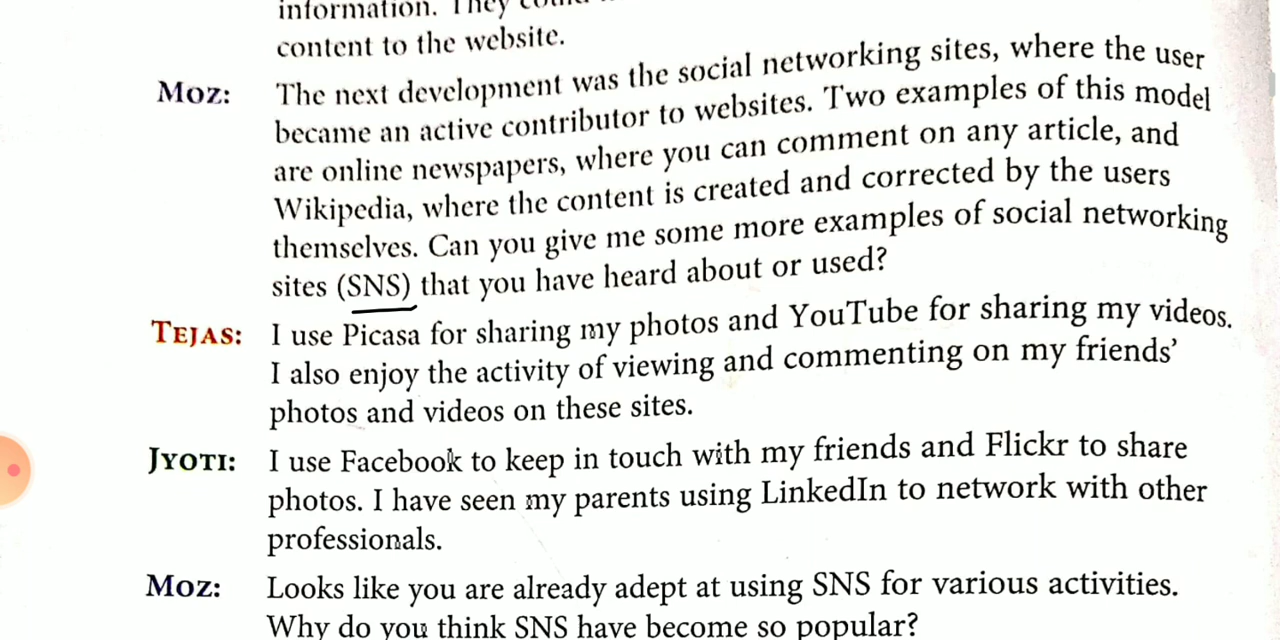 information. They
content to the website.
MOZ: The next development was the social networking sites, where the user
became an active contributor to websites. Two examples of this model
are online newspapers, where you can comment on any article, and
Wikipedia, where the content is created and corrected by the users
themselves. Can you give me some more examples of social networking
sites (SNS) that you have heard about or used?
TEJAS: I use Picasa for sharing my photos and YouTube for sharing my videos.
I also enjoy the activity of viewing and commenting on my friends’
photos and videos on these sites.
JYOTI: I use Facebook to keep in touch with my friends and Flickr to share
photos. I have seen my parents using LinkedIn to network with other
professionals.
MOZ: Looks like you are already adept at using SNS for various activities.
Why do you think SNS have become so popular?